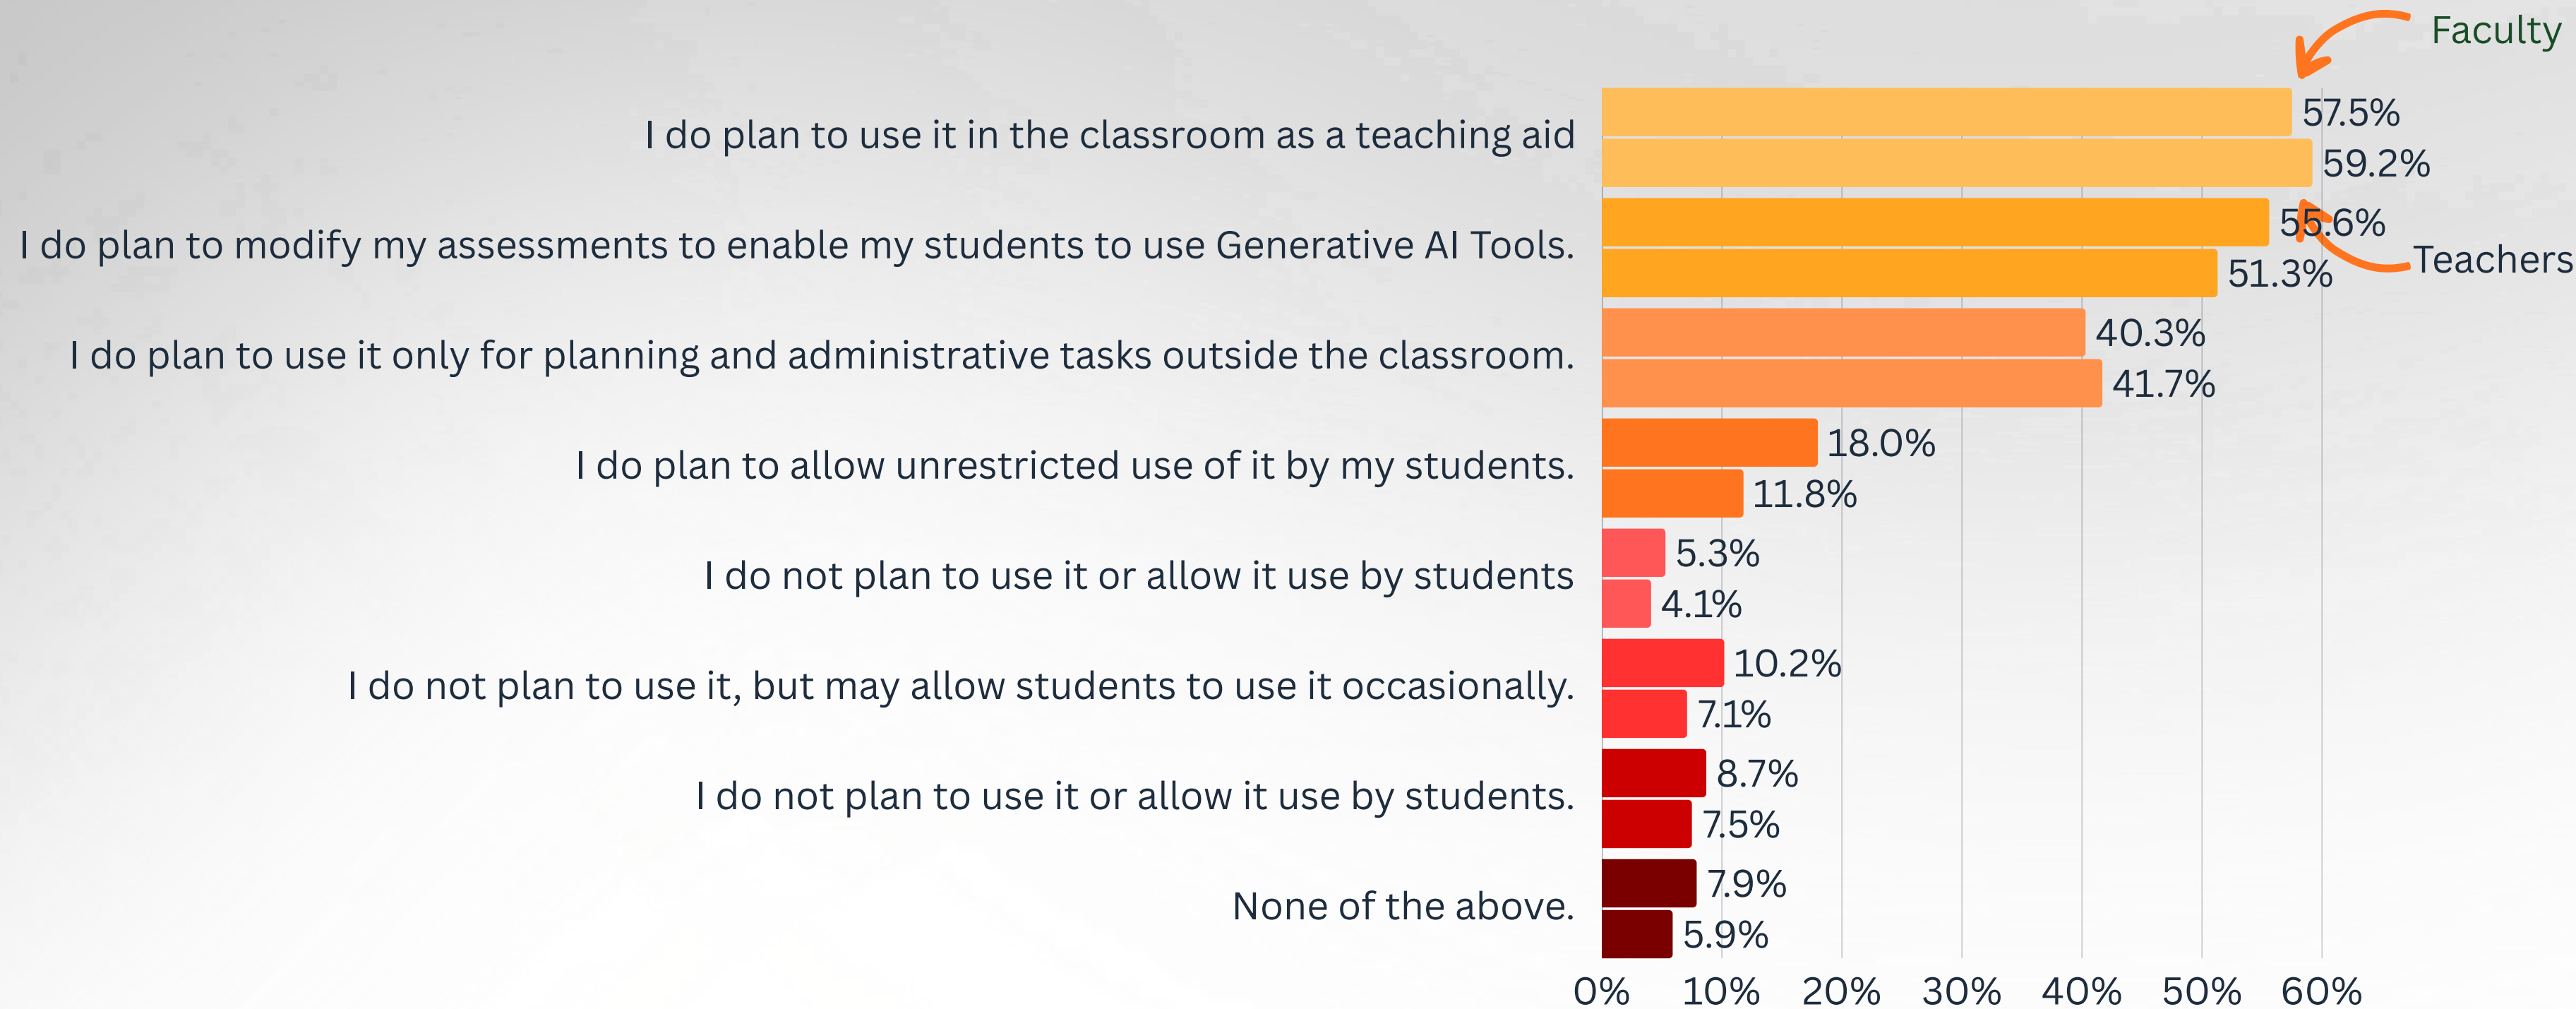 Faculty
I do plan to use it in the classroom as a teaching aid
57.5%
59.2%
I do plan to modify my assessments to enable my students to use Generative AI Tools.
55.6%
51.3%
Teachers
I do plan to use it only for planning and administrative tasks outside the classroom.
40.3%
41.7%
I do plan to allow unrestricted use of it by my students.
18.0%
11.8%
I do not plan to use it or allow it use by students
5.3%
4.1%
I do not plan to use it, but may allow students to use it occasionally.
10.2%
7.1%
I do not plan to use it or allow it use by students.
8.7%
7.5%
None of the above.
7.9%
5.9%
0% 10% 20% 30% 40% 50% 60%